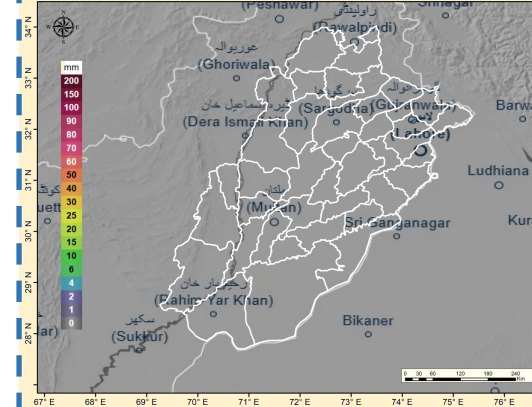 (Peshawar)
Srinagar
راولپنڈی
(Rawalpindi)
N
W E
S
غوریوالہ
(Ghoriwala)
mm
200
150
100
90
80
70
60
50
40
30
25
20
15
10
6
4
2
1
0
ڈیرہ اسماعیل خان
(Dera Ismail Khan)
سرگودھا
(Sargodha)
گوجرانوالہ
(Gujranwala)
(Lahore)
Barwa
Ludhiana
ملتان
(Multan)
Sri Ganganagar
Kur
رحیم یار خان
(Rahim Yar Khan)
سکھر
(Sukkur)
Bikaner
ar)
0 30 60 120 180 240
Km
34° N
33° N
32° N
31° N
30° N
29° N
28° N
67° E 68° E 69° E 70° E 71° E 72° E 73° E 74° E 75° E 76° E